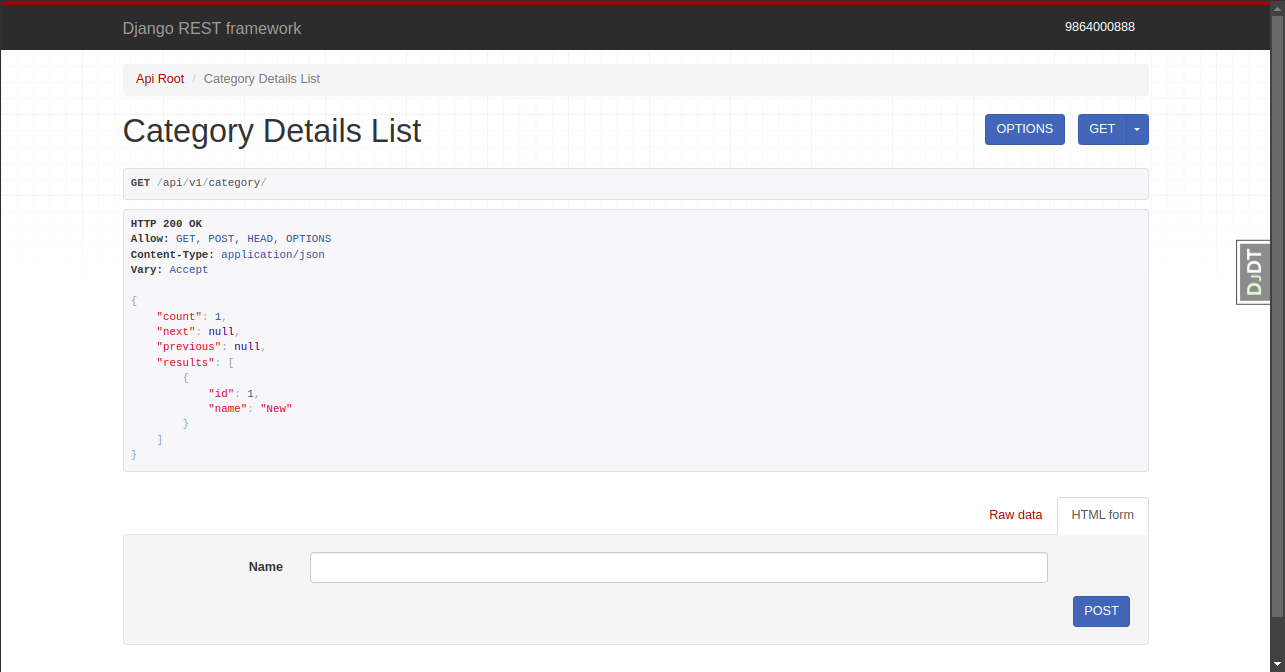 Django REST framework
9864000888
Api Root / Category Details List
Category Details List
OPTIONS
GET
GET /api/v1/category/
HTTP 200 OK
Allow: GET, POST, HEAD, OPTIONS
Content-Type: application/json
Vary: Accept
{
    "count": 1,
    "next": null,
    "previous": null,
    "results": [
        {
            "id": 1,
            "name": "New"
        }
    ]
}
DjDT
Raw data
HTML form
Name
POST